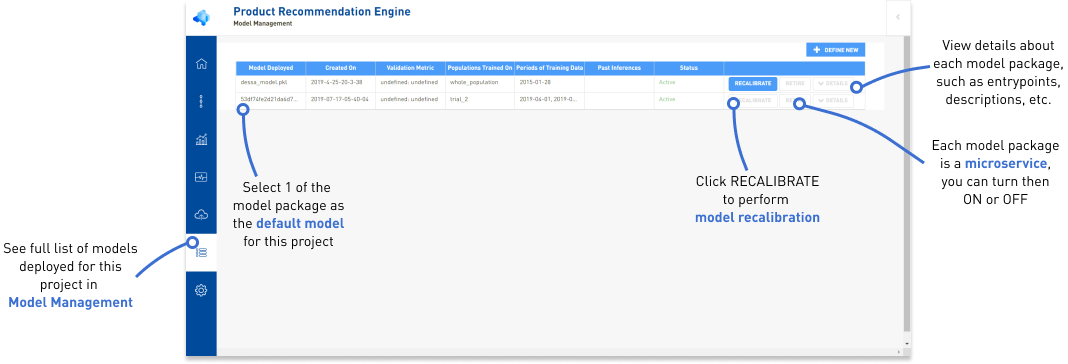 Product Recommendation Engine
Model Management
DEFINE NEW
Model Deployed Created On Validation Metric Populations Trained On Periods of Training Data Past Inferences Status
dessa_model.pkl 2019-4-25-20-3-38 undefined: undefined whole_population 2015-01-28 Active RECALIBRATE RETIRE DETAILS
53df74fe2d21da6d7... 2019-07-17-05-40-04 undefined: undefined trial_2 2019-04-01, 2019-0... Active CALIBRATE DETAILS
View details about
each model package,
such as entrypoints,
descriptions, etc.
Each model package
is a microservice,
you can turn then
ON or OFF
Click RECALIBRATE
to perform
model recalibration
Select 1 of the
model package as
the default model
for this project
See full list of models
deployed for this
project in
Model Management